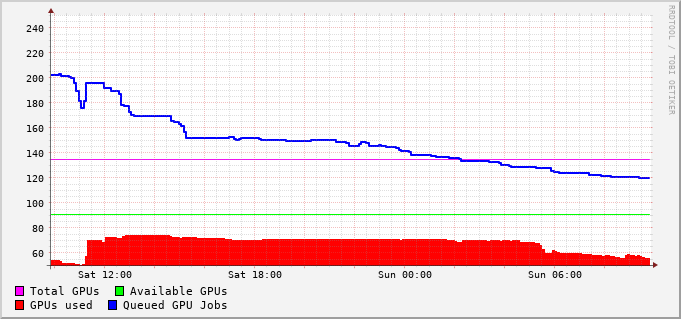 RRDTOOL / TOBI OETIKER
240
220
200
180
160
140
120
100
80
60
Sat 12:00 Sat 18:00 Sun 00:00 Sun 06:00
Total GPUs Available GPUs
GPUs used Queued GPU Jobs